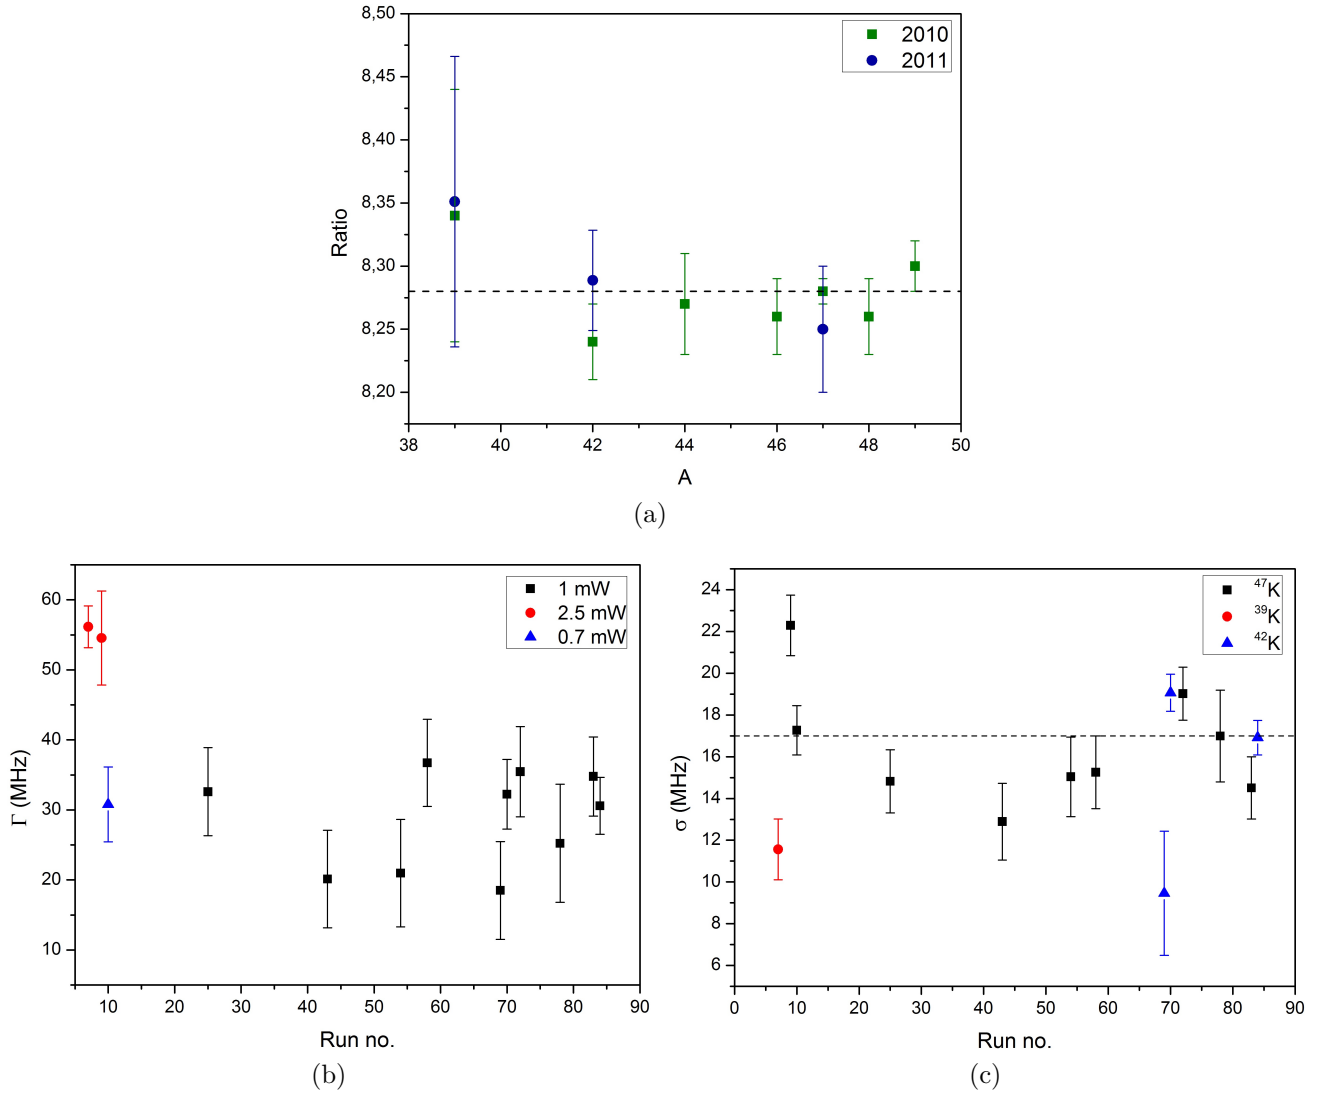 8,50
8,45
8,40
8,35
8,30
8,25
8,20
Ratio
2010
2011
38 40 42 44 46 48 50
A
(a)
60
50
40
30
20
10
Γ (MHz)
1 mW
2.5 mW
0.7 mW
10 20 30 40 50 60 70 80 90
Run no.
(b)
24
22
20
18
16
14
12
10
8
6
σ (MHz)
⁴⁷K
³⁹K
⁴²K
0 10 20 30 40 50 60 70 80 90
Run no.
(c)